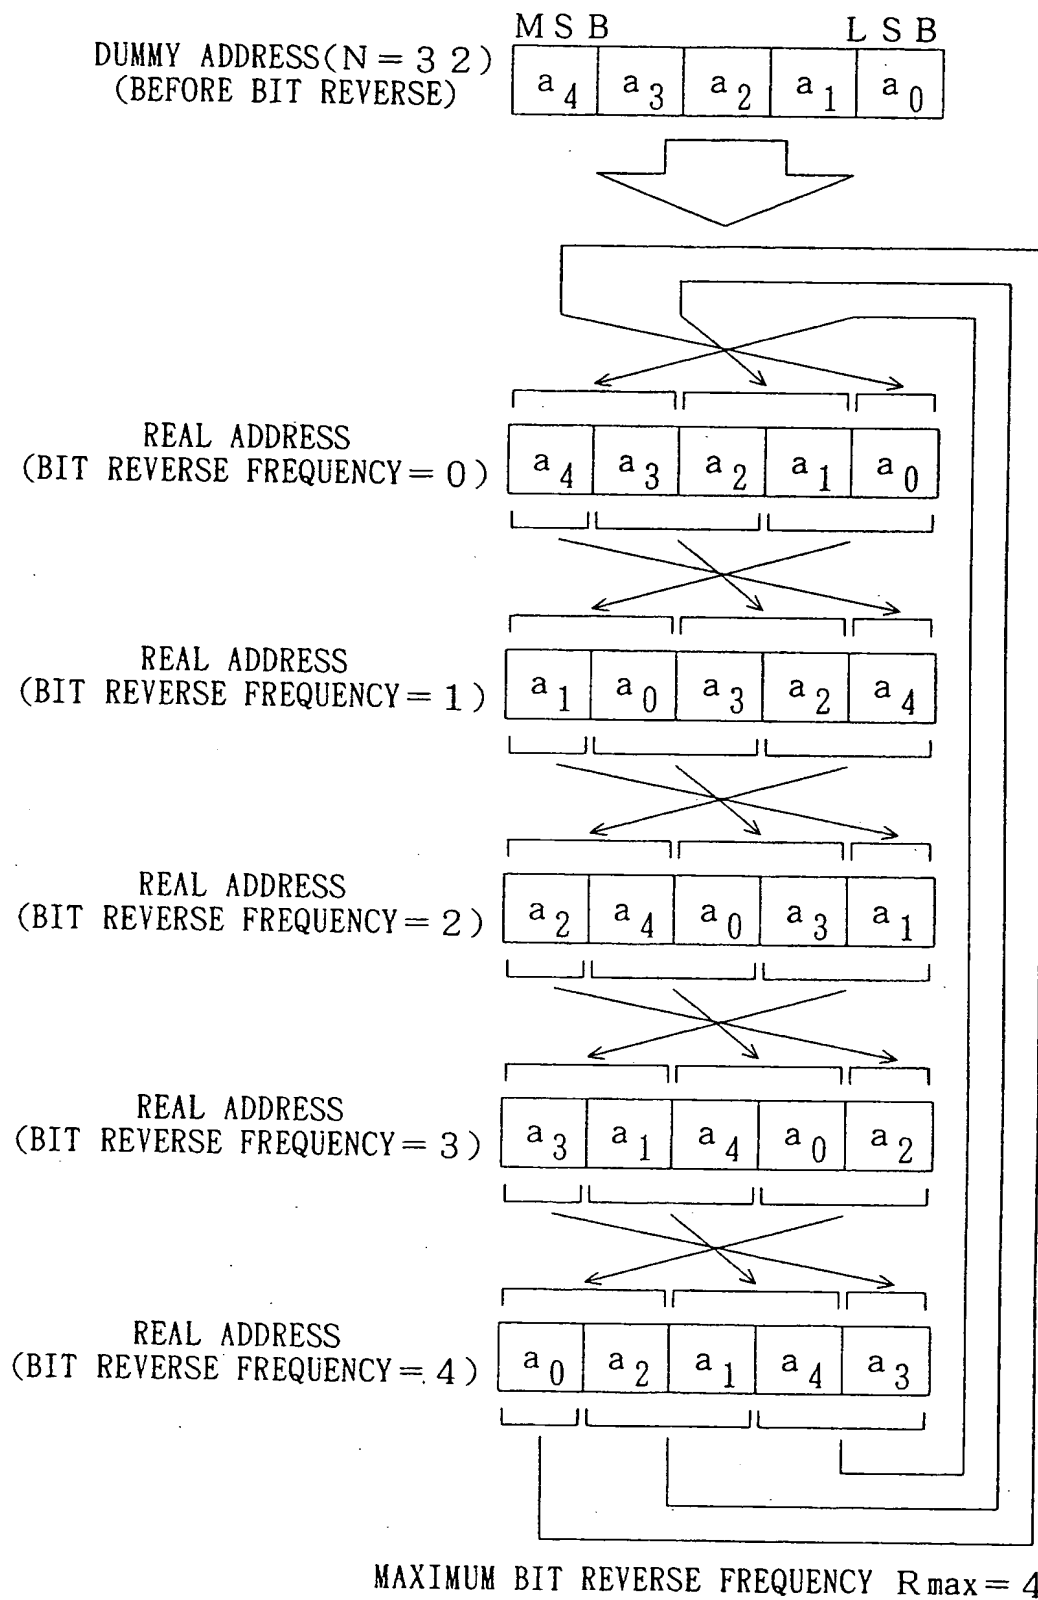 MSB LSB
DUMMY ADDRESS(N=32)
(BEFORE BIT REVERSE)
a4 a3 a2 a1 a0
REAL ADDRESS
(BIT REVERSE FREQUENCY=0)
a4 a3 a2 a1 a0
REAL ADDRESS
(BIT REVERSE FREQUENCY=1)
a1 a0 a3 a2 a4
REAL ADDRESS
(BIT REVERSE FREQUENCY=2)
a2 a4 a0 a3 a1
REAL ADDRESS
(BIT REVERSE FREQUENCY=3)
a3 a1 a4 a0 a2
REAL ADDRESS
(BIT REVERSE FREQUENCY=4)
a0 a2 a1 a4 a3
MAXIMUM BIT REVERSE FREQUENCY Rmax=4